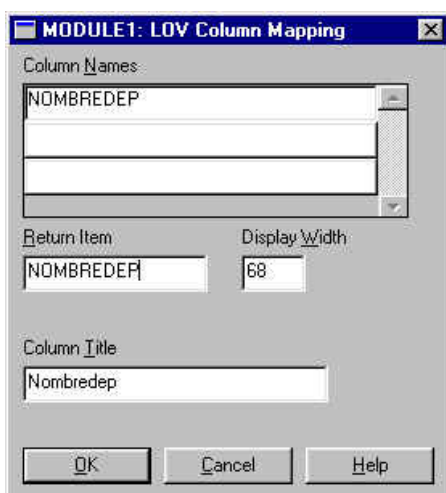 MODULE1: LOV Column Mapping
Column Names
NOMBREDEP
Return Item Display Width
NOMBREDEP 68
Column Title
Nombredep
OK Cancel Help